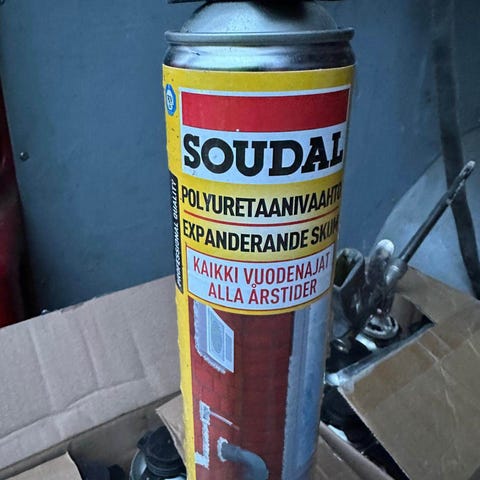 SOUDAL
POLYURETAANIVAAHTO
EXPANDERANDE SKUM
KAIKKI VUODENAJAT
ALLA ÅRSTIDER
PROFESSIONAL QUALITY